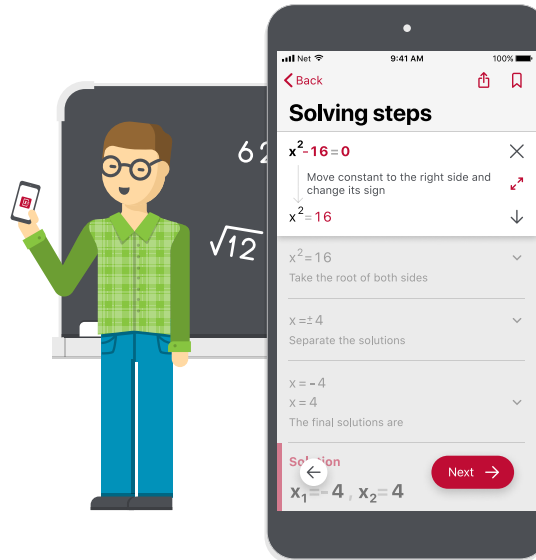 62
√12
Net 9:41 AM 100%
Back
Solving steps
x²-16=0
Move constant to the right side and
change its sign
x²=16
x²=16
Take the root of both sides
x=±4
Separate the solutions
x=-4
x=4
The final solutions are
Solution
Next
x₁=-4, x₂=4